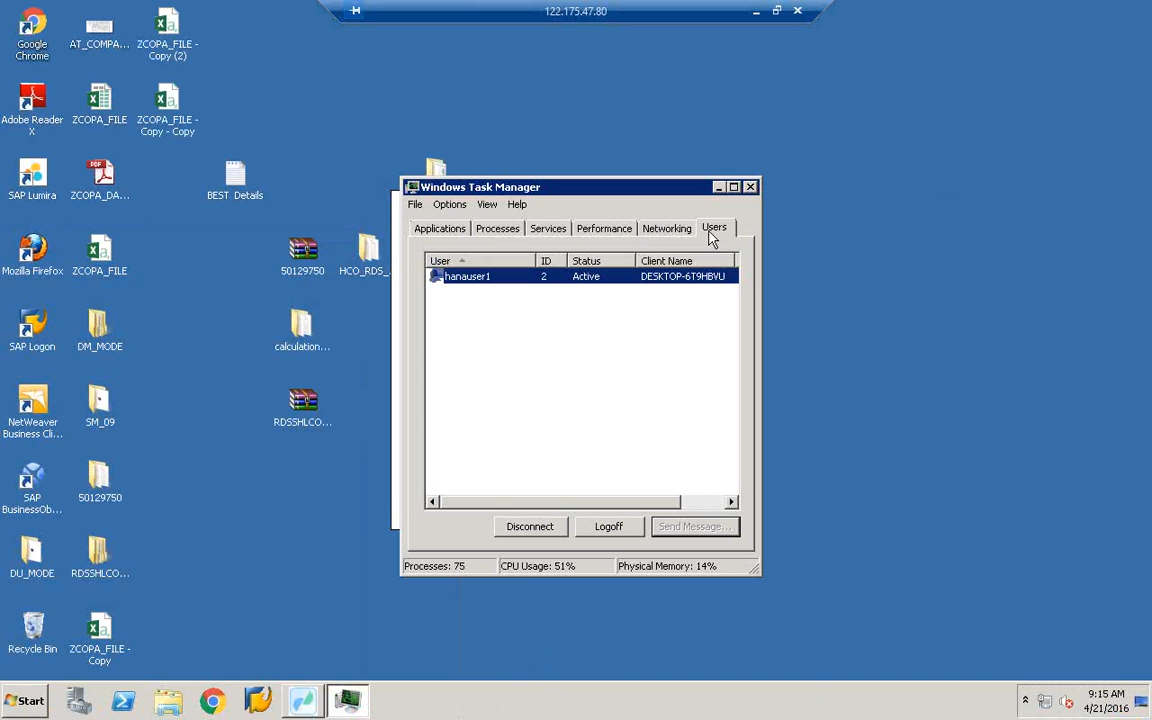 122.175.47.80
Google
Chrome
AT_COMPA...
ZCOPA_FILE -
Copy (2)
Adobe Reader
X
ZCOPA_FILE
ZCOPA_FILE -
Copy - Copy
SAP Lumira
ZCOPA_DA...
BEST Details
Mozilla Firefox
ZCOPA_FILE
50129750
HCO_RDS_...
SAP Logon
DM_MODE
calculation...
NetWeaver
Business Cli...
SM_09
RDSSHLCO...
SAP
BusinessOb...
50129750
DU_MODE
RDSSHLCO...
Recycle Bin
ZCOPA_FILE -
Copy
Windows Task Manager
File Options View Help
Applications Processes Services Performance Networking Users
User ID Status Client Name
hanauser1 2 Active DESKTOP-6T9HBVU
Disconnect Logoff Send Message...
Processes: 75 CPU Usage: 51% Physical Memory: 14%
Start
9:15 AM
4/21/2016